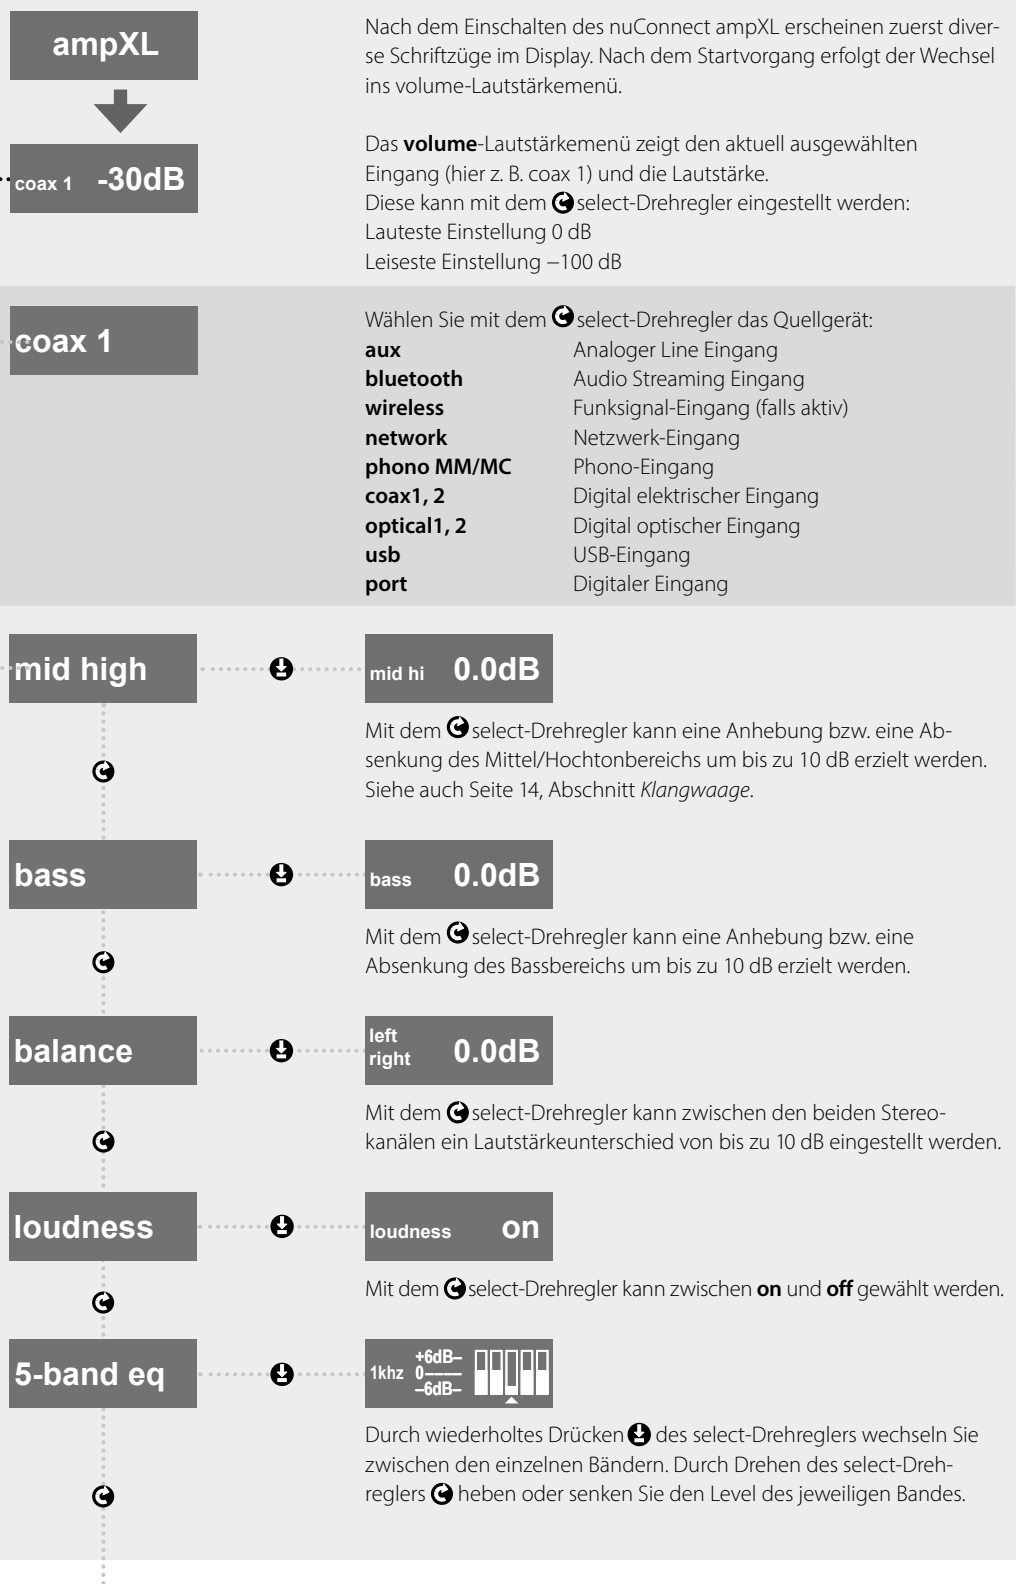 ampXL
Nach dem Einschalten des nuConnect ampXL erscheinen zuerst diver-
se Schriftzüge im Display. Nach dem Startvorgang erfolgt der Wechsel
ins volume-Lautstärkemenü.
coax 1 -30dB
Das volume-Lautstärkemenü zeigt den aktuell ausgewählten
Eingang (hier z. B. coax 1) und die Lautstärke.
Diese kann mit dem select-Drehregler eingestellt werden:
Lauteste Einstellung 0 dB
Leiseste Einstellung –100 dB
coax 1
Wählen Sie mit dem select-Drehregler das Quellgerät:
aux Analoger Line Eingang
bluetooth Audio Streaming Eingang
wireless Funksignal-Eingang (falls aktiv)
network Netzwerk-Eingang
phono MM/MC Phono-Eingang
coax1, 2 Digital elektrischer Eingang
optical1, 2 Digital optischer Eingang
usb USB-Eingang
port Digitaler Eingang
mid high
mid hi 0.0dB
Mit dem select-Drehregler kann eine Anhebung bzw. eine Ab-
senkung des Mittel/Hochtonbereichs um bis zu 10 dB erzielt werden.
Siehe auch Seite 14, Abschnitt Klangwaage.
bass
bass 0.0dB
Mit dem select-Drehregler kann eine Anhebung bzw. eine
Absenkung des Bassbereichs um bis zu 10 dB erzielt werden.
balance
left
right 0.0dB
Mit dem select-Drehregler kann zwischen den beiden Stereo-
kanälen ein Lautstärkeunterschied von bis zu 10 dB eingestellt werden.
loudness
loudness on
Mit dem select-Drehregler kann zwischen on und off gewählt werden.
5-band eq
+6dB–
1khz 0––––
–6dB–
Durch wiederholtes Drücken des select-Drehreglers wechseln Sie
zwischen den einzelnen Bändern. Durch Drehen des select-Dreh-
reglers heben oder senken Sie den Level des jeweiligen Bandes.